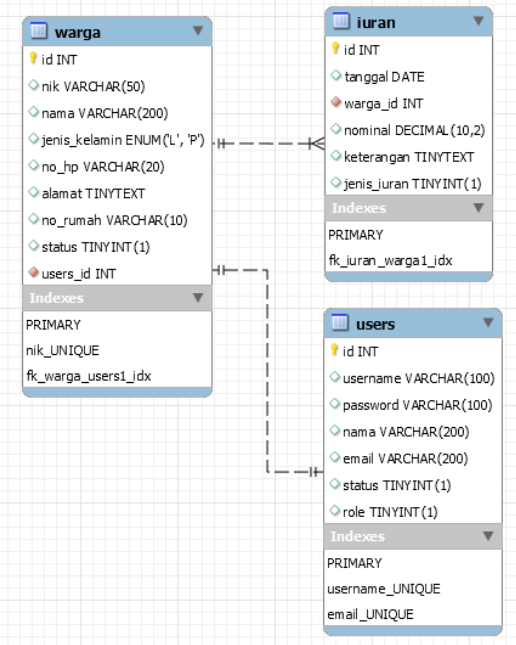 warga
id INT
nik VARCHAR(50)
nama VARCHAR(200)
jenis_kelamin ENUM('L', 'P')
no_hp VARCHAR(20)
alamat TINYTEXT
no_rumah VARCHAR(10)
status TINYINT(1)
users_id INT
Indexes
PRIMARY
nik_UNIQUE
fk_warga_users1_idx
iuran
id INT
tanggal DATE
warga_id INT
nominal DECIMAL(10,2)
keterangan TINYTEXT
jenis_iuran TINYINT(1)
Indexes
PRIMARY
fk_iuran_warga1_idx
users
id INT
username VARCHAR(100)
password VARCHAR(100)
nama VARCHAR(200)
email VARCHAR(200)
status TINYINT(1)
role TINYINT(1)
Indexes
PRIMARY
username_UNIQUE
email_UNIQUE